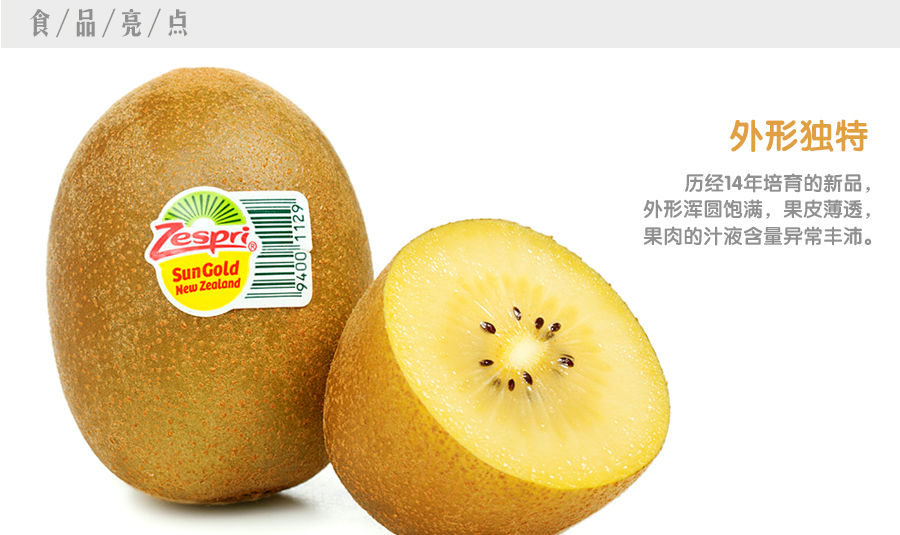 食/品/亮/点
外形独特
历经14年培育的新品，
外形浑圆饱满，果皮薄透，
果肉的汁液含量异常丰沛。
Zespri®
SunGold
New Zealand
9400 1129